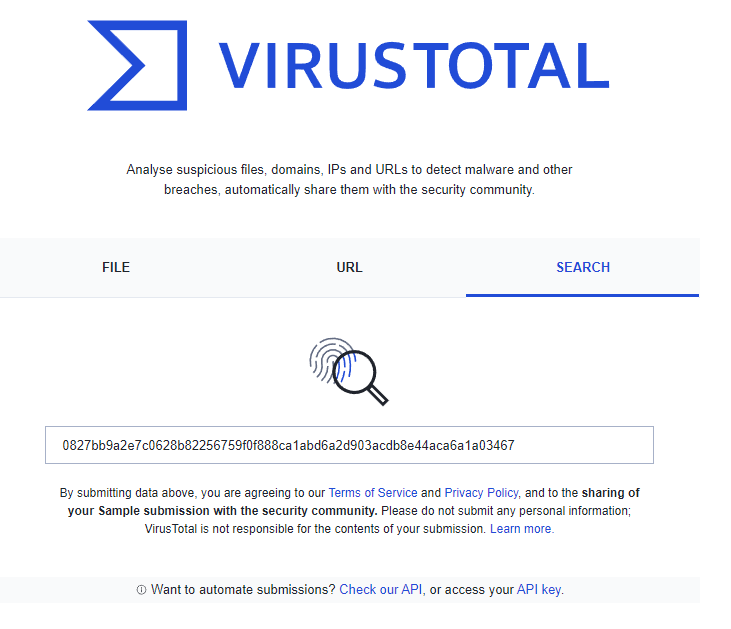 VIRUSTOTAL
Analyse suspicious files, domains, IPs and URLs to detect malware and other
breaches, automatically share them with the security community.
FILE
URL
SEARCH
0827bb9a2e7c0628b82256759f0f888ca1abd6a2d903acdb8e44aca6a1a03467
By submitting data above, you are agreeing to our Terms of Service and Privacy Policy, and to the sharing of
your Sample submission with the security community. Please do not submit any personal information;
VirusTotal is not responsible for the contents of your submission. Learn more.
Want to automate submissions? Check our API, or access your API key.